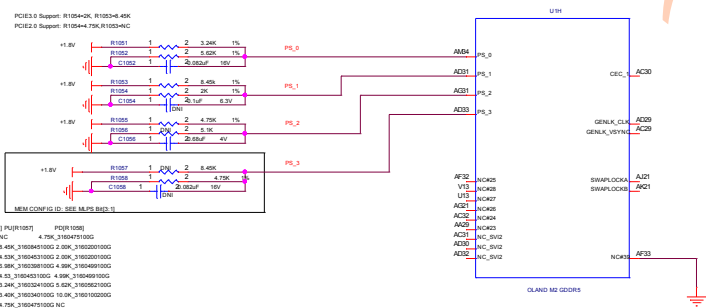 PCIE3.0 Support: R1054=2K, R1053=8.45K
PCIE2.0 Support: R1054=4.75K,R1053=NC
U1H
+1.8V R1051 1 2 3.24K 1%
R1052 1 2 5.62K 1% PS_0
C1052 1 2 0.082uF 16V
AM34 PS_0
+1.8V R1053 1 2 8.45k 1%
R1054 1 2 2K 1% PS_1
C1054 1 2 0.1uF 6.3V
DNI
AD31 PS_1
CEC_1 AC30
AG31 PS_2
+1.8V R1055 1 2 4.75K 1% PS_2
R1056 1 DNI 2 5.1K
C1056 1 2 0.68uF 4V
AD33 PS_3
GENLK_CLK AD29
GENLK_VSYNC AC29
PS_3
+1.8V R1057 1 DNI 2 8.45K
R1058 1 2 4.75K 1%
C1058 1 2 0.082uF 16V
DNI
MEM CONFIG ID: SEE MLPS Bit[3:1]
AF32 NC#25
V13 NC#28
U13 NC#27
AG21 NC#26
AC32 NC#24
AA29 NC#23
AC31 NC_SVI2
AD30 NC_SVI2
AD32 NC_SVI2
SWAPLOCKA AJ21
SWAPLOCKB AK21
NC#39 AF33
OLAND M2 GDDR5
] PU[R1057] PD[R1058]
NC 4.75K_3160475100G
8.45K_3160845100G 2.00K_3160200100G
4.53K_3160453100G 2.00K_3160200100G
6.98K_3160398100G 4.99K_3160499100G
4.53_3160453100G 4.99K_3160499100G
3.24K_3160324100G 5.62K_3160562100G
3.40K_3160340100G 10.0K_3160100200G
4.75K_3160475100G NC